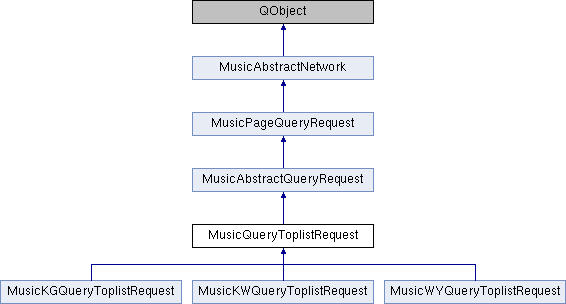 QObject
MusicAbstractNetwork
MusicPageQueryRequest
MusicAbstractQueryRequest
MusicQueryToplistRequest
MusicKGQueryToplistRequest
MusicKWQueryToplistRequest
MusicWYQueryToplistRequest